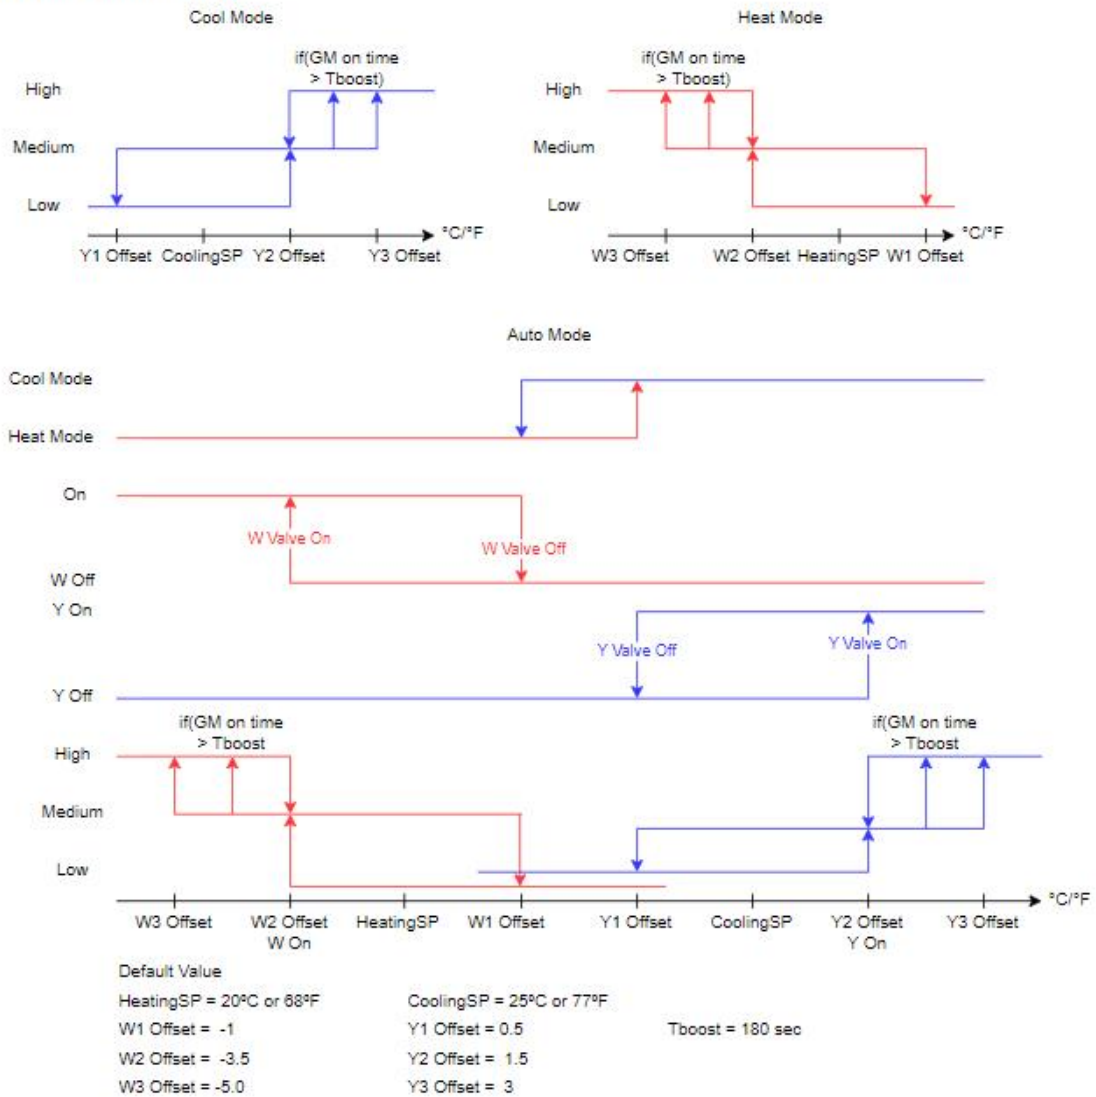 Cool Mode
Heat Mode
if(GM on time
> Tboost)
High
Medium
Low
°C/°F
Y1 Offset CoolingSP Y2 Offset Y3 Offset
if(GM on time
> Tboost)
High
Medium
Low
°C/°F
W3 Offset W2 Offset HeatingSP W1 Offset
Auto Mode
Cool Mode
Heat Mode
On
W Valve On
W Valve Off
W Off
Y On
Y Valve Off
Y Valve On
Y Off
if(GM on time
> Tboost
if(GM on time
> Tboost
High
Medium
Low
°C/°F
W3 Offset W2 Offset HeatingSP W1 Offset Y1 Offset CoolingSP Y2 Offset Y3 Offset
W On Y On
Default Value
HeatingSP = 20ºC or 68ºF CoolingSP = 25ºC or 77ºF
W1 Offset = -1 Y1 Offset = 0.5 Tboost = 180 sec
W2 Offset = -3.5 Y2 Offset = 1.5
W3 Offset = -5.0 Y3 Offset = 3